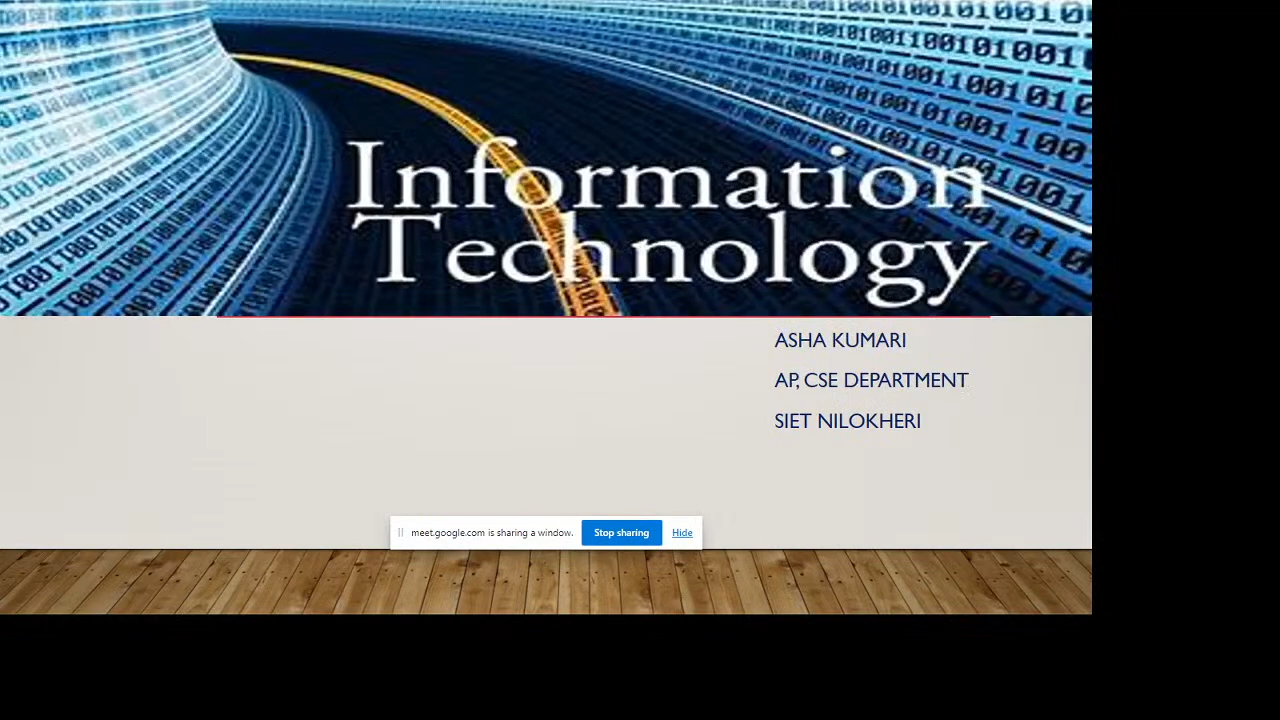 Information
Technology
ASHA KUMARI
AP, CSE DEPARTMENT
SIET NILOKHERI
meet.google.com is sharing a window.
Stop sharing
Hide